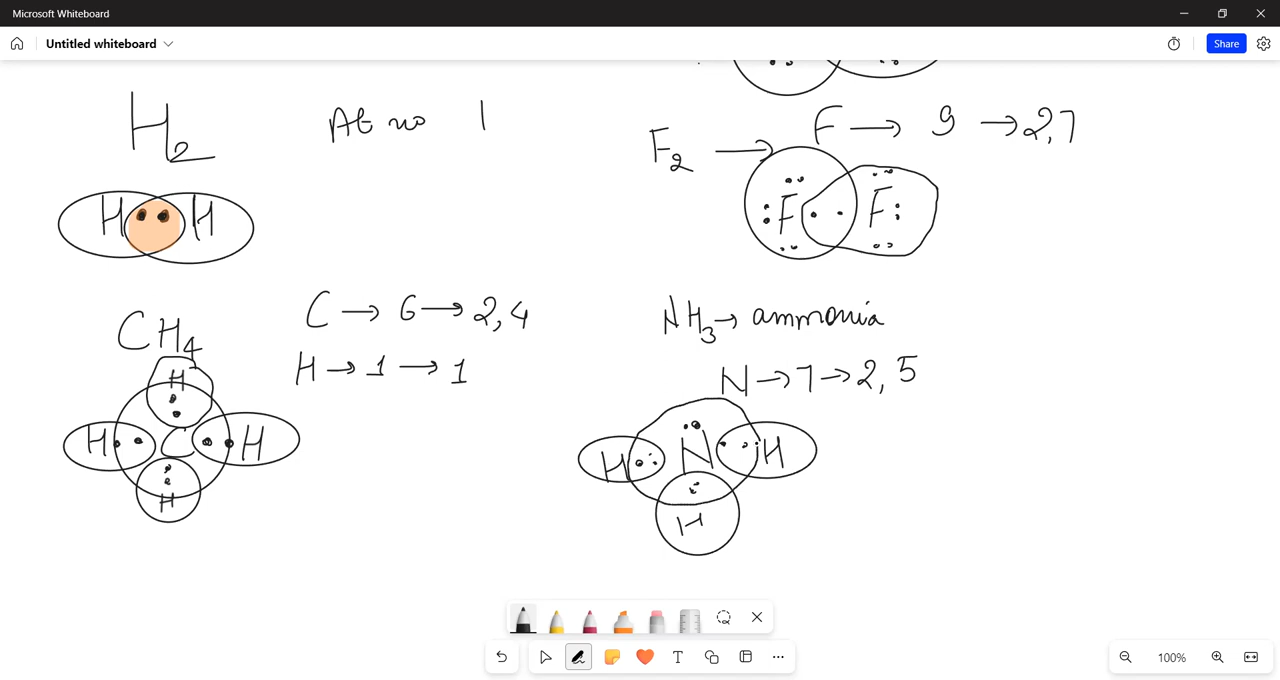 Microsoft Whiteboard
Untitled whiteboard
Share
H2
At no 1
H H
F2 →
F → 9 → 2,7
F F
CH4
C → 6 → 2,4
H → 1 → 1
H
H C H
H
NH3 → ammonia
N → 7 → 2, 5
H N H
H
T
100%